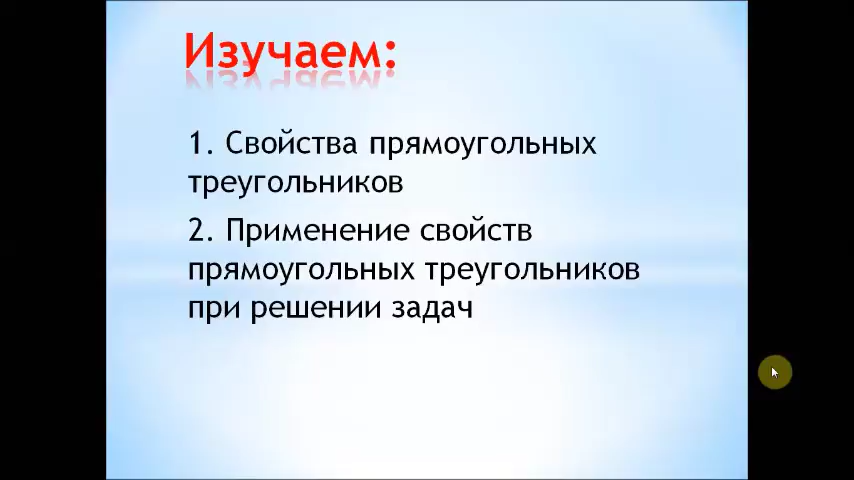 Изучаем:
1. Свойства прямоугольных
треугольников
2. Применение свойств
прямоугольных треугольников
при решении задач